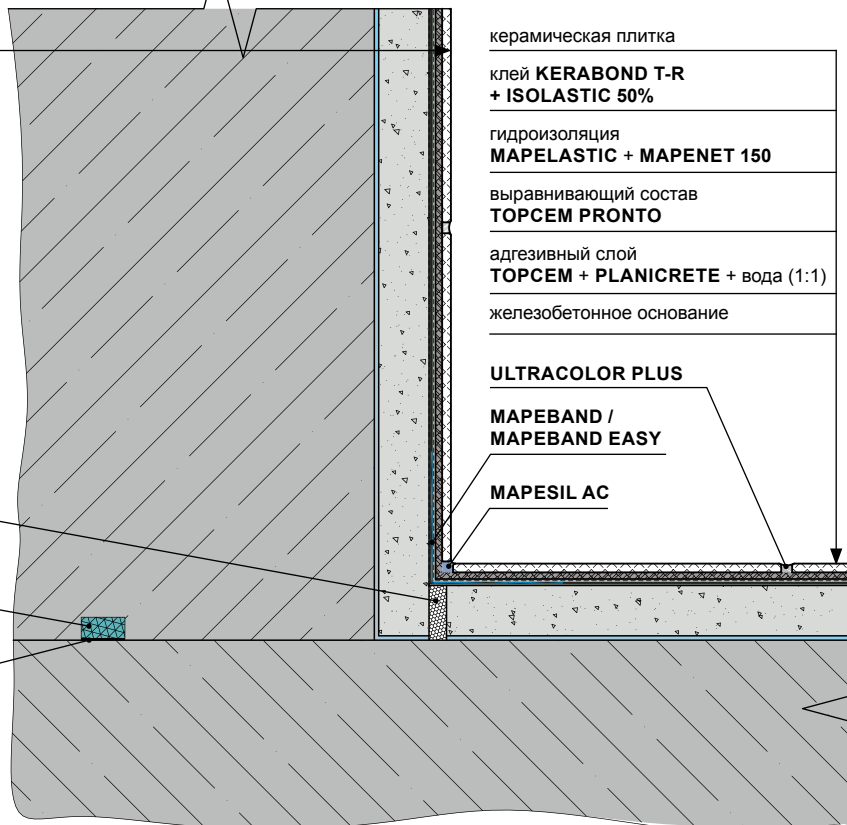 керамическая плитка
клей KERABOND T-R
+ ISOLASTIC 50%
гидроизоляция
MAPELASTIC + MAPENET 150
выравнивающий состав
TOPCEM PRONTO
адгезивный слой
TOPCEM + PLANICRETE + вода (1:1)
железобетонное основание
ULTRACOLOR PLUS
MAPEBAND /
MAPEBAND EASY
MAPESIL AC